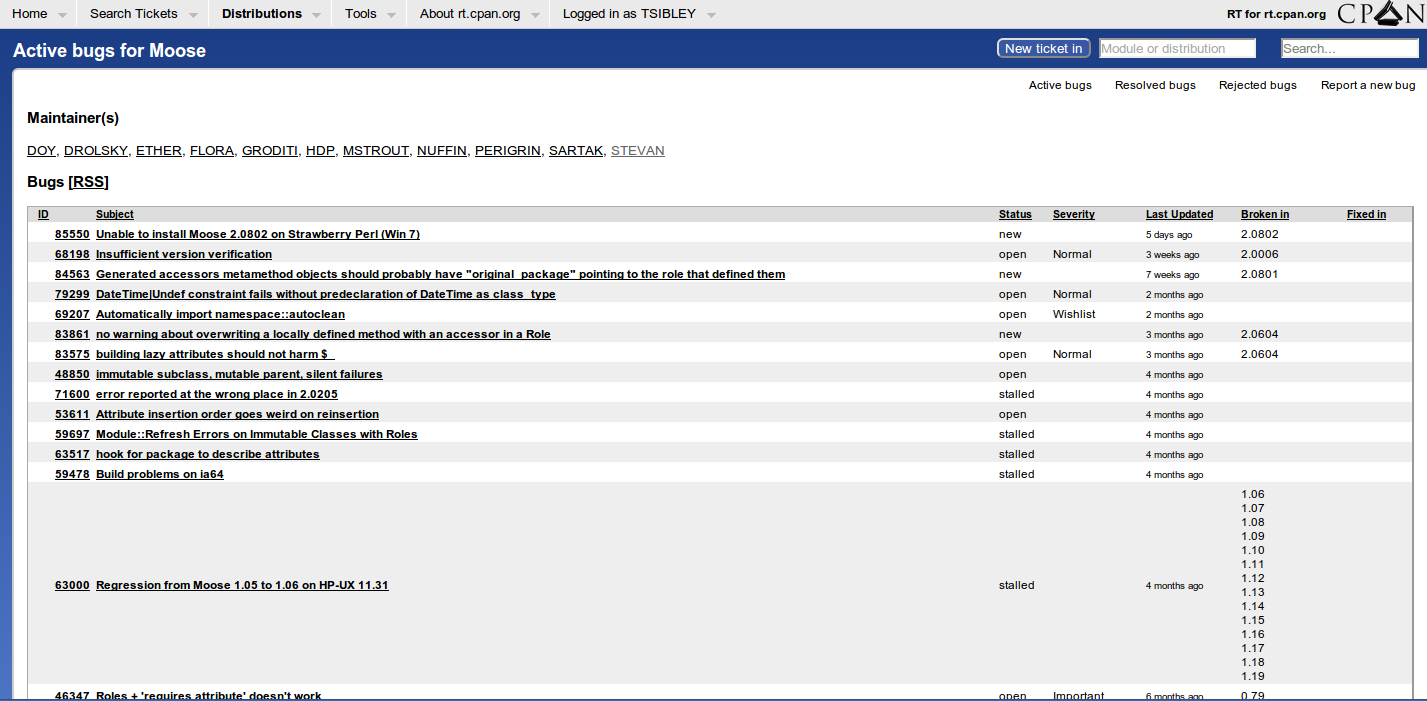 Home Search Tickets Distributions Tools About rt.cpan.org Logged in as TSIBLEY RT for rt.cpan.org CPAN
Active bugs for Moose New ticket in Module or distribution Search...
Active bugs Resolved bugs Rejected bugs Report a new bug
Maintainer(s)
DOY, DROLSKY, ETHER, FLORA, GRODITI, HDP, MSTROUT, NUFFIN, PERIGRIN, SARTAK, STEVAN
Bugs [RSS]
ID Subject Status Severity Last Updated Broken in Fixed in
85550 Unable to install Moose 2.0802 on Strawberry Perl (Win 7) new 5 days ago 2.0802
68198 Insufficient version verification open Normal 3 weeks ago 2.0006
84563 Generated accessors metamethod objects should probably have "original_package" pointing to the role that defined them new 7 weeks ago 2.0801
79299 DateTime|Undef constraint fails without predeclaration of DateTime as class_type open Normal 2 months ago
69207 Automatically import namespace::autoclean open Wishlist 2 months ago
83861 no warning about overwriting a locally defined method with an accessor in a Role new 3 months ago 2.0604
83575 building lazy attributes should not harm $_ open Normal 3 months ago 2.0604
48850 immutable subclass, mutable parent, silent failures open 4 months ago
71600 error reported at the wrong place in 2.0205 stalled 4 months ago
53611 Attribute insertion order goes weird on reinsertion open 4 months ago
59697 Module::Refresh Errors on Immutable Classes with Roles stalled 4 months ago
63517 hook for package to describe attributes stalled 4 months ago
59478 Build problems on ia64 stalled 4 months ago
1.06
1.07
1.08
1.09
1.10
1.11
1.12
63000 Regression from Moose 1.05 to 1.06 on HP-UX 11.31 stalled 4 months ago
1.13
1.14
1.15
1.16
1.17
1.18
1.19
46347 Roles + 'requires attribute' doesn't work open Important 6 months ago 0.79